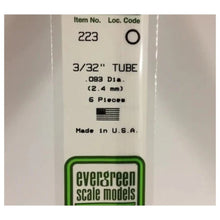 Item No. Loc. Code
223
3/32" TUBE
.093 Dia.
(2.4 mm)
6 Pieces
Made in U.S.A.
evergreen
scale models